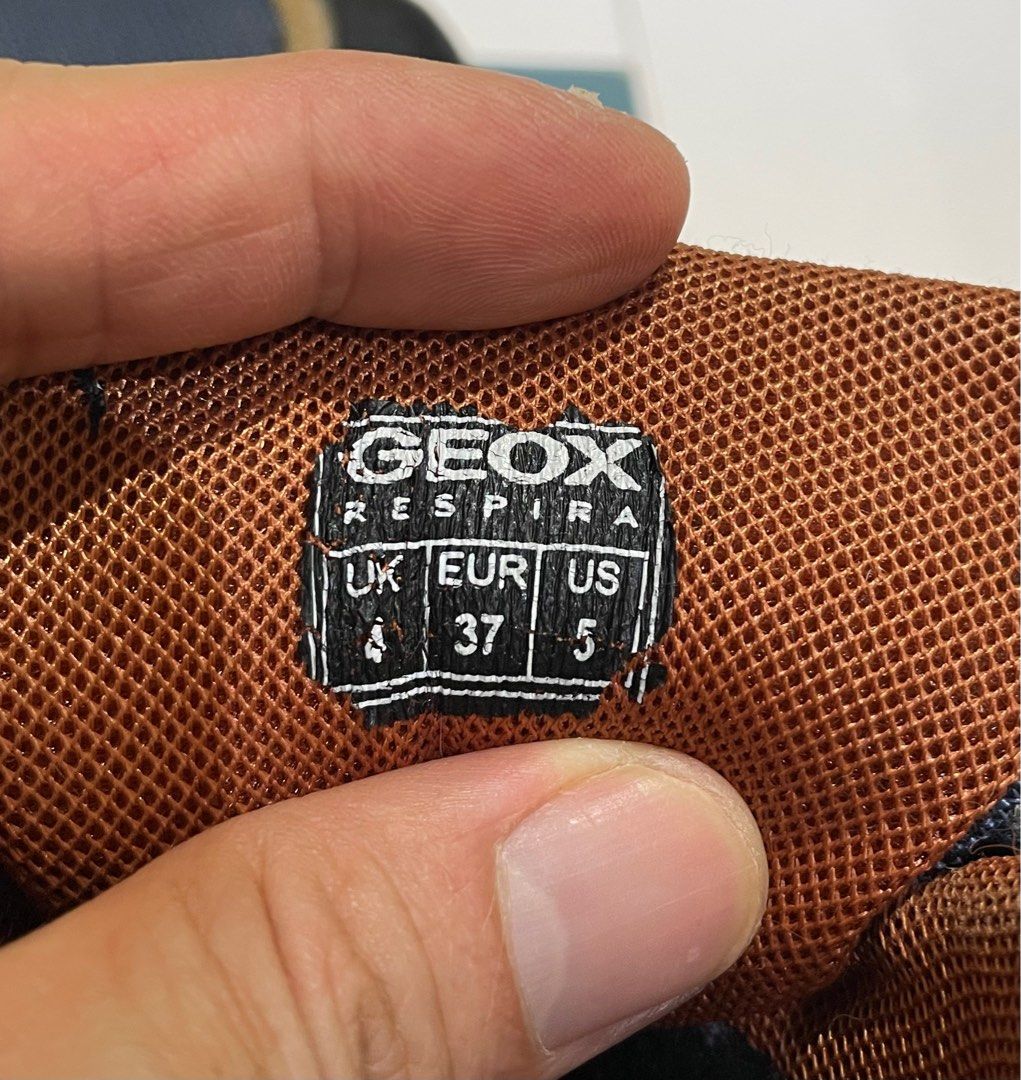 GEOX
RESPIRA
UK EUR US
4 37 5